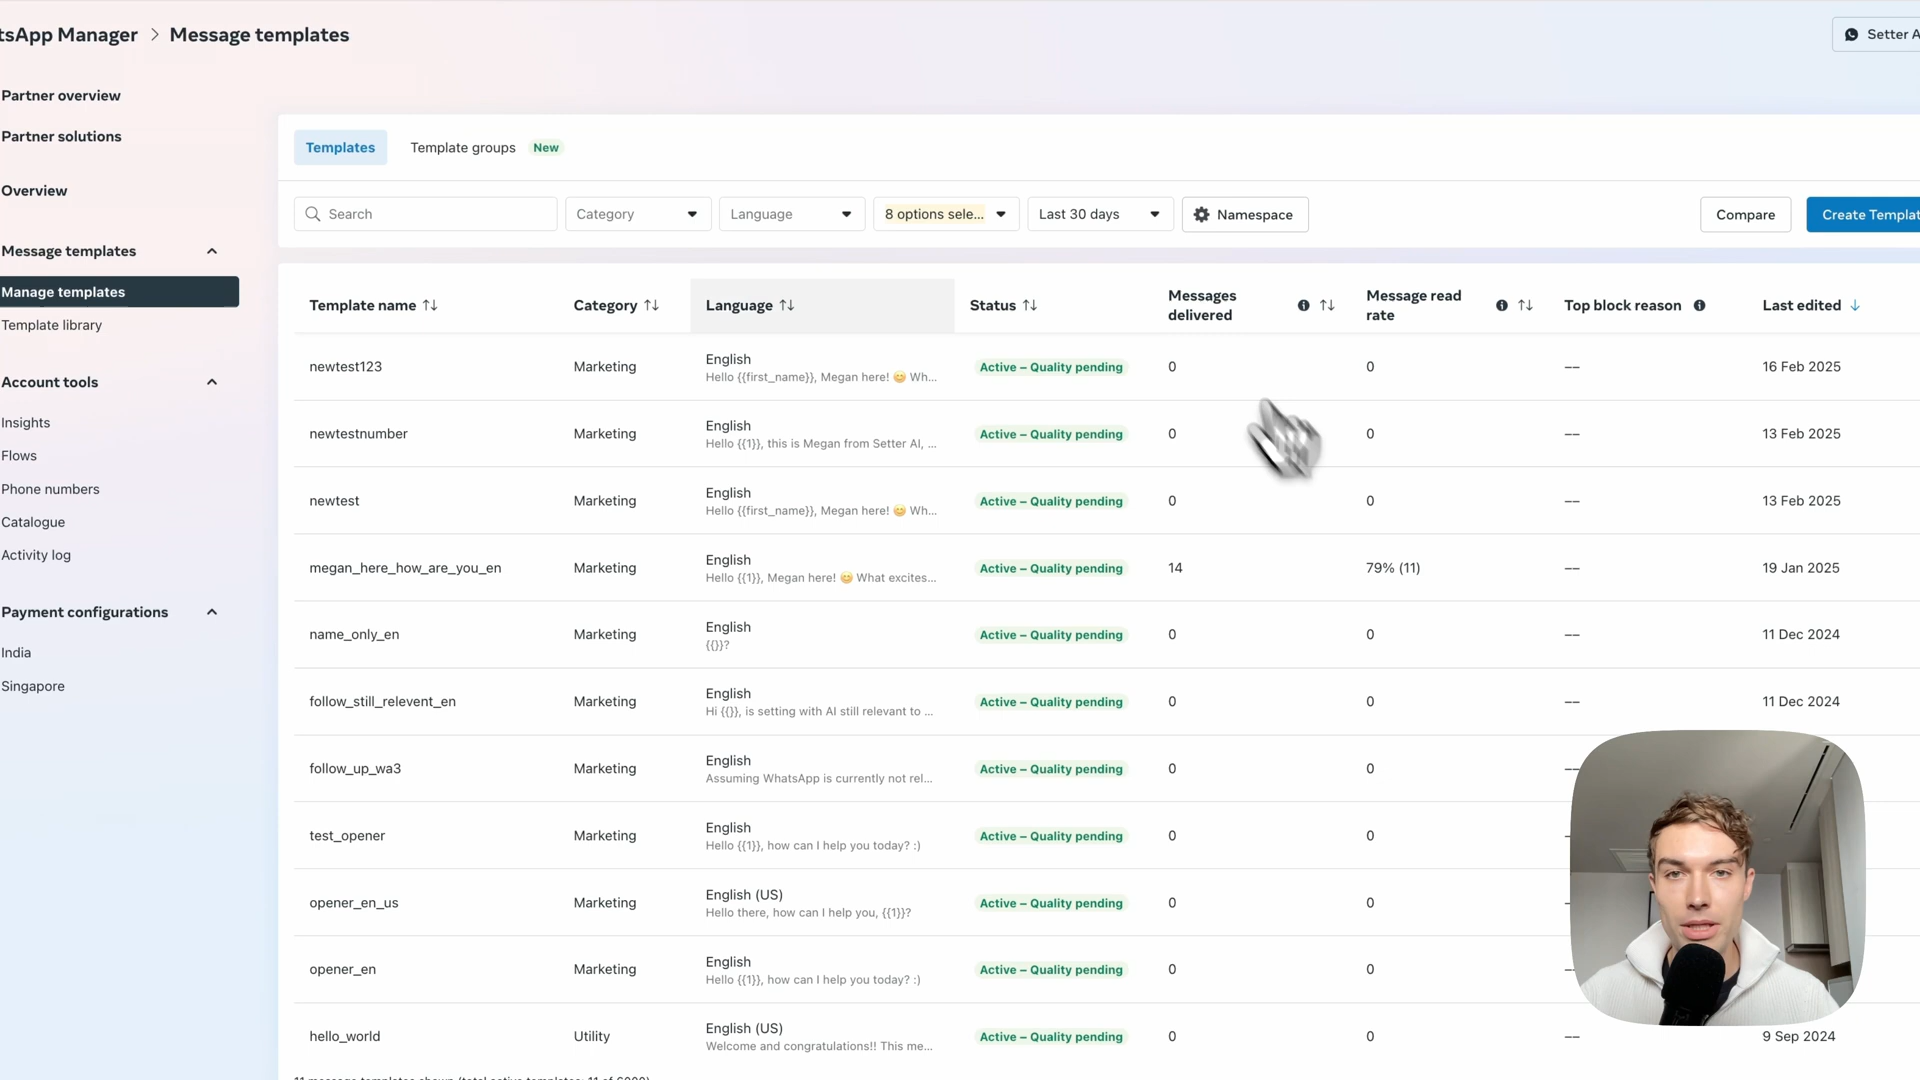 tsApp Manager > Message templates
Setter A
Partner overview
Partner solutions
Overview
Message templates
Manage templates
Template library
Account tools
Insights
Flows
Phone numbers
Catalogue
Activity log
Payment configurations
India
Singapore
Templates
Template groups New
Search
Category
Language
8 options sele...
Last 30 days
Namespace
Compare
Create Templat
Template name
Category
Language
Status
Messages delivered
Message read rate
Top block reason
Last edited
newtest123 Marketing English Active – Quality pending 0 0 –– 16 Feb 2025
Hello {{first_name}}, Megan here! 😊 Wh...
newtestnumber Marketing English Active – Quality pending 0 0 –– 13 Feb 2025
Hello {{1}}, this is Megan from Setter AI, ...
newtest Marketing English Active – Quality pending 0 0 –– 13 Feb 2025
Hello {{first_name}}, Megan here! 😊 Wh...
megan_here_how_are_you_en Marketing English Active – Quality pending 14 79% (11) –– 19 Jan 2025
Hello {{1}}, Megan here! 😊 What excites...
name_only_en Marketing English Active – Quality pending 0 0 –– 11 Dec 2024
{{}}?
follow_still_relevent_en Marketing English Active – Quality pending 0 0 –– 11 Dec 2024
Hi {{}}, is setting with AI still relevant to ...
follow_up_wa3 Marketing English Active – Quality pending 0 0 ––
Assuming WhatsApp is currently not rel...
test_opener Marketing English Active – Quality pending 0 0
Hello {{1}}, how can I help you today? :)
opener_en_us Marketing English (US) Active – Quality pending 0 0
Hello there, how can I help you, {{1}}?
opener_en Marketing English Active – Quality pending 0 0
Hello {{1}}, how can I help you today? :)
hello_world Utility English (US) Active – Quality pending 0 0 –– 9 Sep 2024
Welcome and congratulations!! This me...
11 message templates shown (total active templates: 11 of 6000)